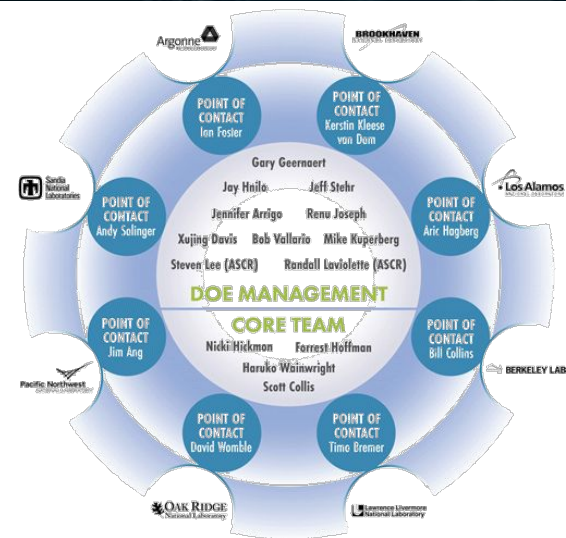 Argonne
BROOKHAVEN
POINT OF
CONTACT
Ian Foster
POINT OF
CONTACT
Kerstin Kleese
van Dam
Sandia
National
Laboratories
POINT OF
CONTACT
Andy Salinger
Los Alamos
POINT OF
CONTACT
Aric Hagberg
Gary Geernaert
Jay Hnilo Jeff Stehr
Jennifer Arrigo Renu Joseph
Xujing Davis Bob Vallario Mike Kuperberg
Steven Lee (ASCR) Randall Laviolette (ASCR)
DOE MANAGEMENT
CORE TEAM
Nicki Hickmon Forrest Hoffman
Haruko Wainwright
Scott Collis
POINT OF
CONTACT
Jim Ang
Pacific Northwest
POINT OF
CONTACT
Bill Collins
BERKELEY LAB
POINT OF
CONTACT
David Womble
OAK RIDGE
National Laboratory
POINT OF
CONTACT
Timo Bremer
Lawrence Livermore
National Laboratory